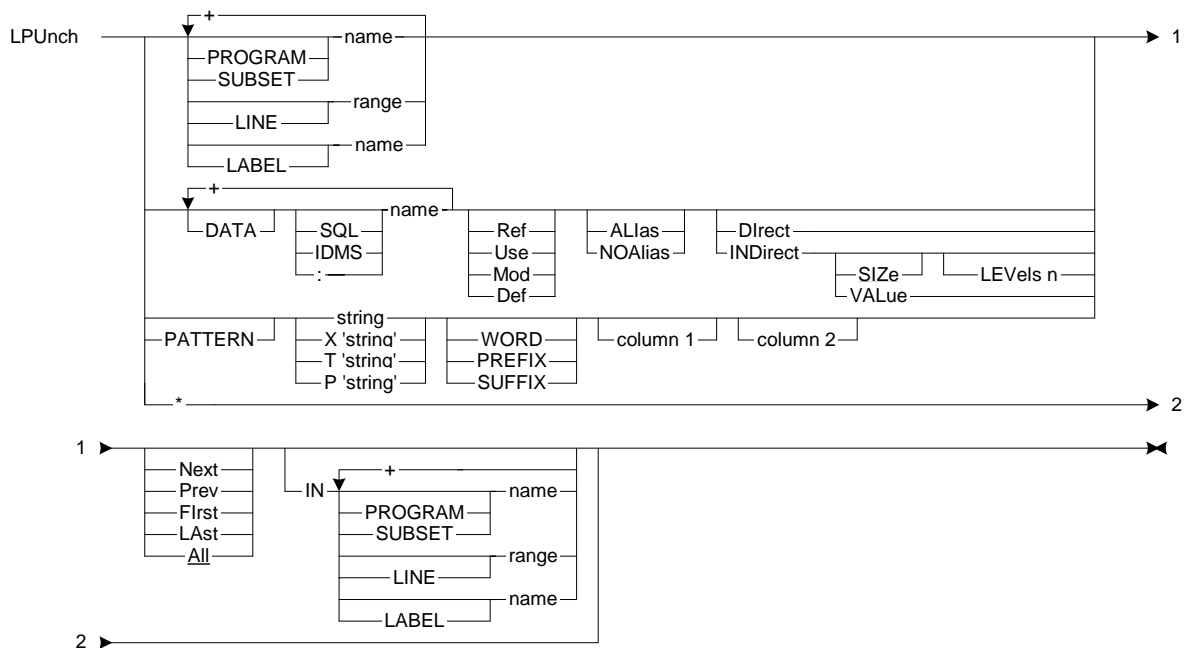 +
LPUnch name 1
PROGRAM
SUBSET
range
LINE
name
LABEL
+
name
DATA SQL Ref ALIas DIrect
IDMS Use NOAlias INDirect
: Mod SIZe LEVels n
Def VALue
string
PATTERN X 'string' WORD column 1 column 2
T 'string' PREFIX
P 'string' SUFFIX
* 2
1
Next IN +
Prev name
FIrst PROGRAM
LAst SUBSET
All range
LINE
name
LABEL
2